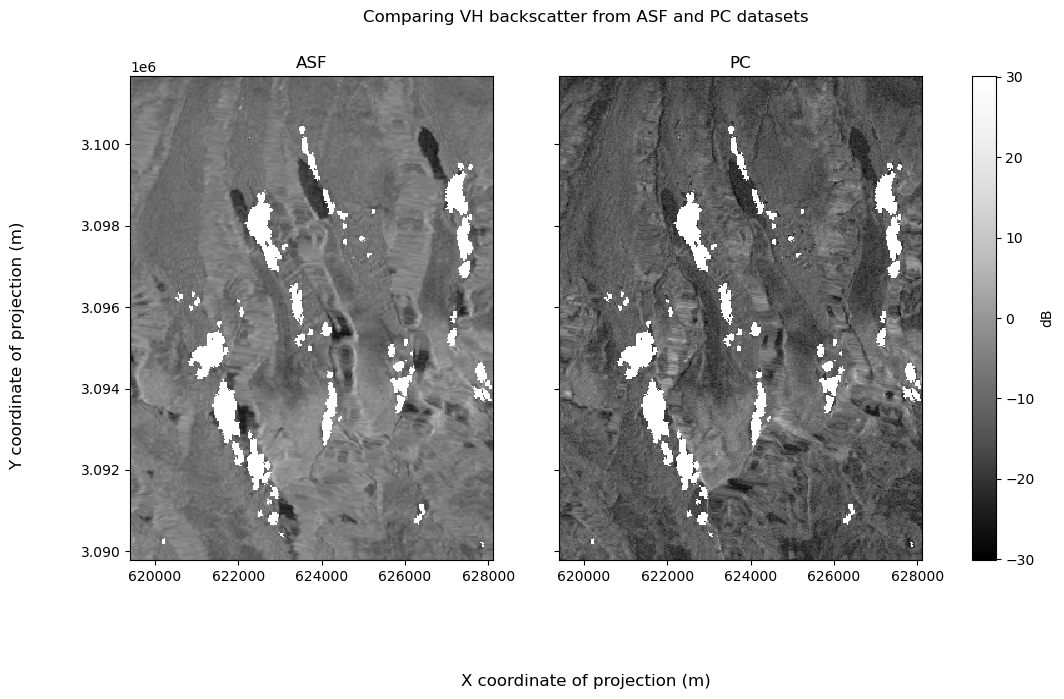 Comparing VH backscatter from ASF and PC datasets
ASF
PC
1e6
3.100
3.098
3.096
3.094
3.092
3.090
Y coordinate of projection (m)
620000 622000 624000 626000 628000
620000 622000 624000 626000 628000
30
20
10
0
−10
−20
−30
dB
X coordinate of projection (m)